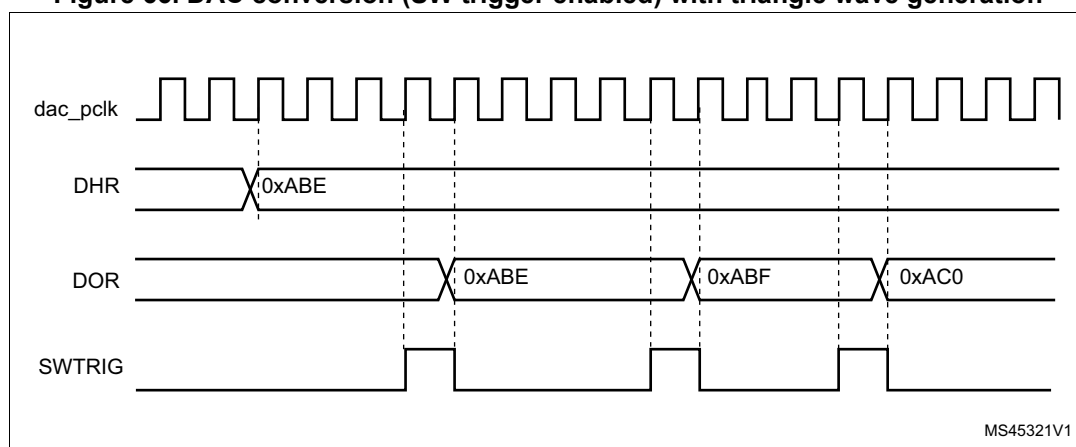 Figure DAC conversion (SW trigger enabled) with triangle wave generation
dac_pclk
DHR
0xABE
DOR
0xABE
0xABF
0xAC0
SWTRIG
MS45321V1